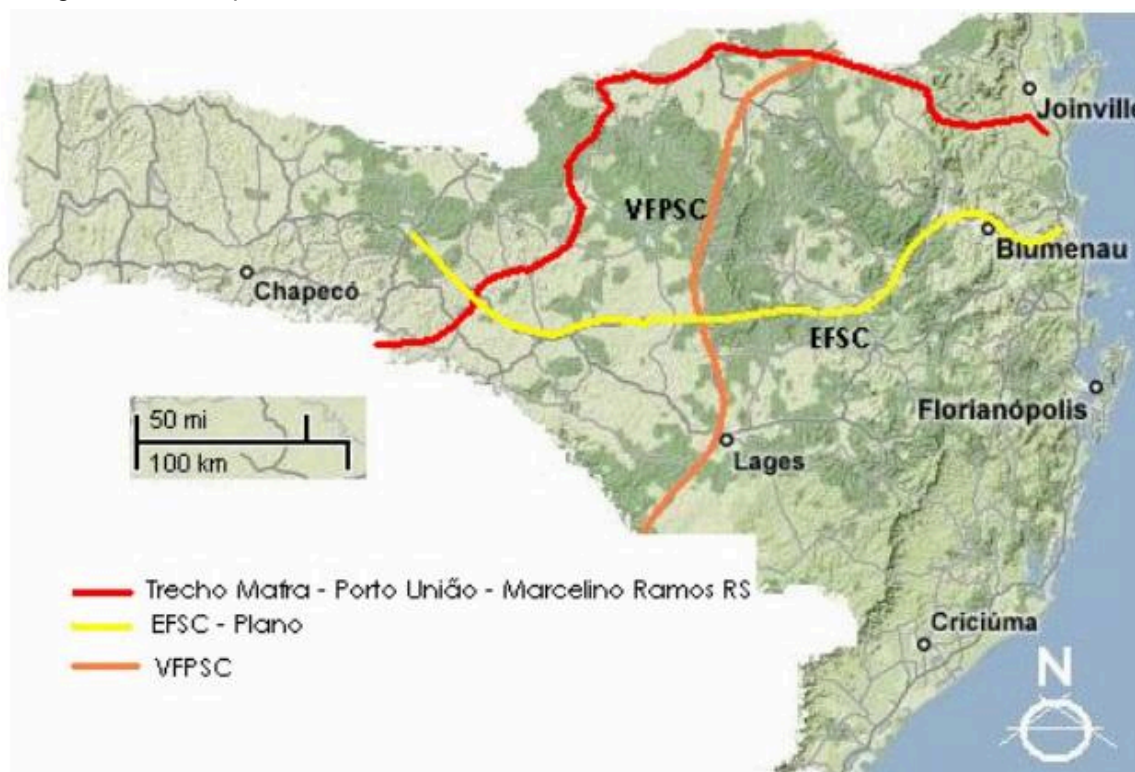 Joinville
VFPSC
Blumenau
Chapecó
EFSC
Florianópolis
50 mi
100 km
Lages
Trecho Mafra - Porto União - Marcelino Ramos RS
EFSC - Plano
VFPSC
Criciúma
N